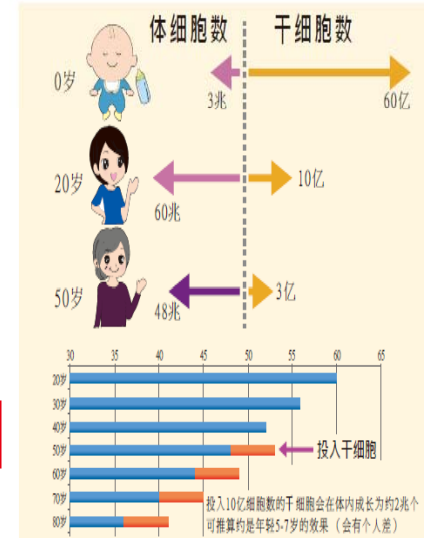 体细胞数 干细胞数
0岁
3兆 60亿
20岁
60兆 10亿
50岁
48兆 3亿
30 35 40 45 50 55 60 65
20岁
30岁
40岁
50岁 投入干细胞
60岁
70岁
投入10亿细胞数的干细胞会在体内成长为约2兆个
80岁 可推算约是年轻5-7岁的效果（会有个人差）